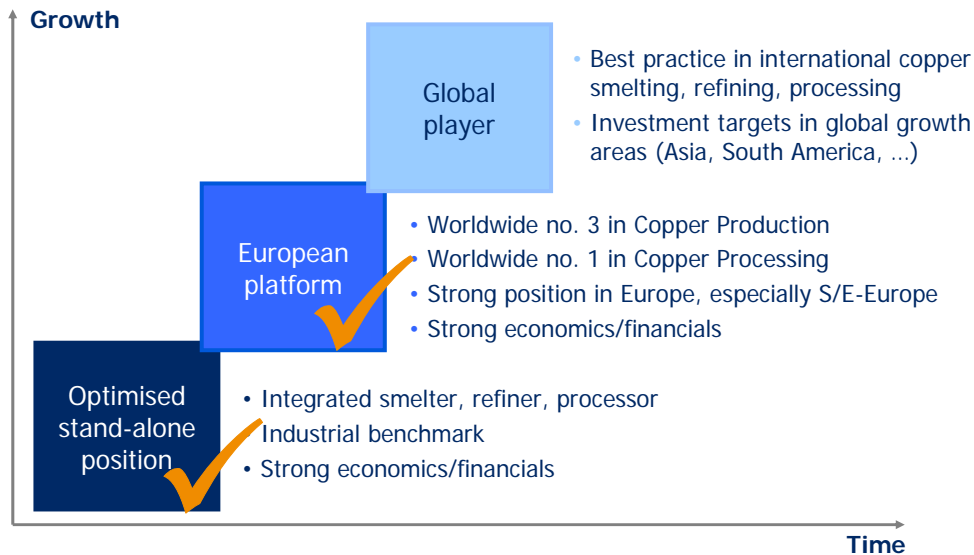 Growth
Global
player
• Best practice in international copper
smelting, refining, processing
• Investment targets in global growth
areas (Asia, South America, ...)
European
platform
• Worldwide no. 3 in Copper Production
• Worldwide no. 1 in Copper Processing
• Strong position in Europe, especially S/E-Europe
• Strong economics/financials
Optimised
stand-alone
position
• Integrated smelter, refiner, processor
• Industrial benchmark
• Strong economics/financials
Time